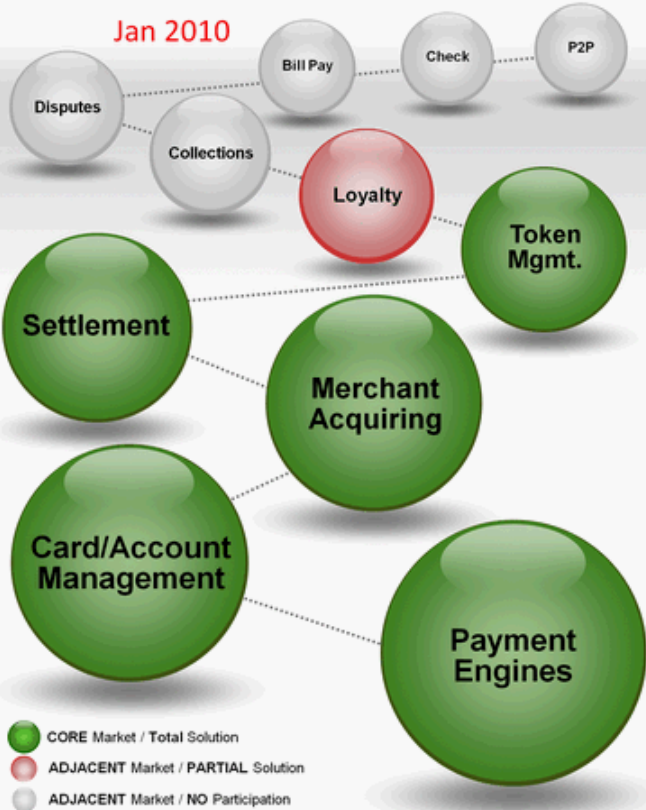 Jan 2010
Bill Pay
Check
P2P
Disputes
Collections
Loyalty
Token
Mgmt.
Settlement
Merchant
Acquiring
Card/Account
Management
Payment
Engines
CORE Market / Total Solution
ADJACENT Market / PARTIAL Solution
ADJACENT Market / NO Participation